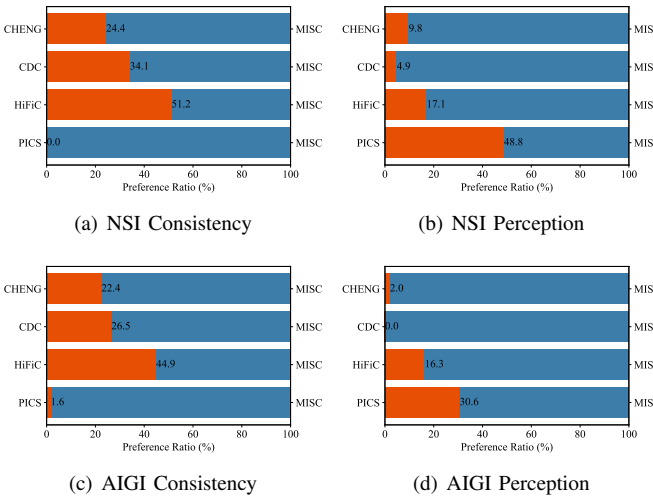 CHENG 24.4 MISC
CDC 34.1 MISC
HiFiC 51.2 MISC
PICS 0.0 MISC
0 20 40 60 80 100
Preference Ratio (%)
(a) NSI Consistency
CHENG 9.8 MIS
CDC 4.9 MIS
HiFiC 17.1 MIS
PICS 48.8 MIS
0 20 40 60 80 100
Preference Ratio (%)
(b) NSI Perception
CHENG 22.4 MISC
CDC 26.5 MISC
HiFiC 44.9 MISC
PICS 1.6 MISC
0 20 40 60 80 100
Preference Ratio (%)
(c) AIGI Consistency
CHENG 2.0 MIS
CDC 0.0 MIS
HiFiC 16.3 MIS
PICS 30.6 MIS
0 20 40 60 80 100
Preference Ratio (%)
(d) AIGI Perception